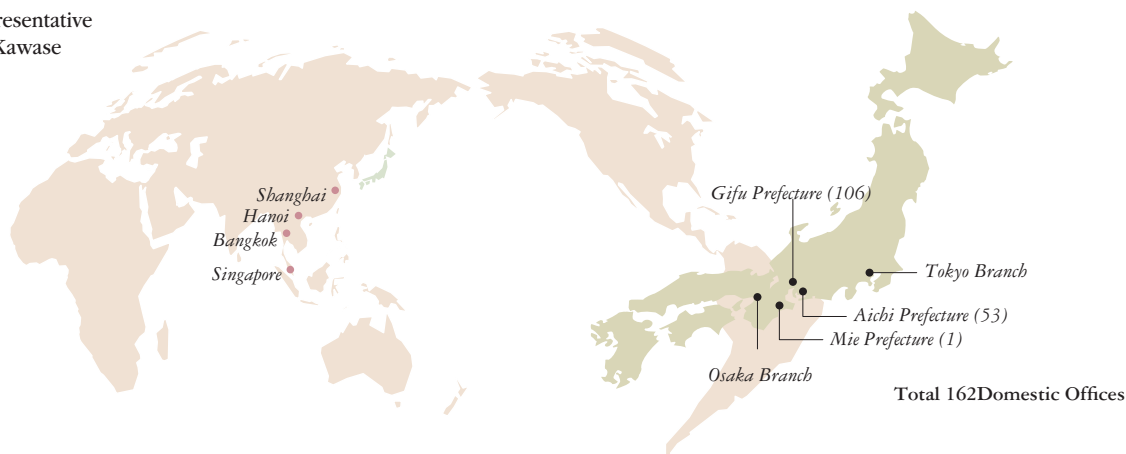 Kawase
Shanghai
Hanoi
Bangkok
Singapore
Gifu Prefecture (106)
Tokyo Branch
Aichi Prefecture (53)
Mie Prefecture (1)
Osaka Branch
Total 162Domestic Offices